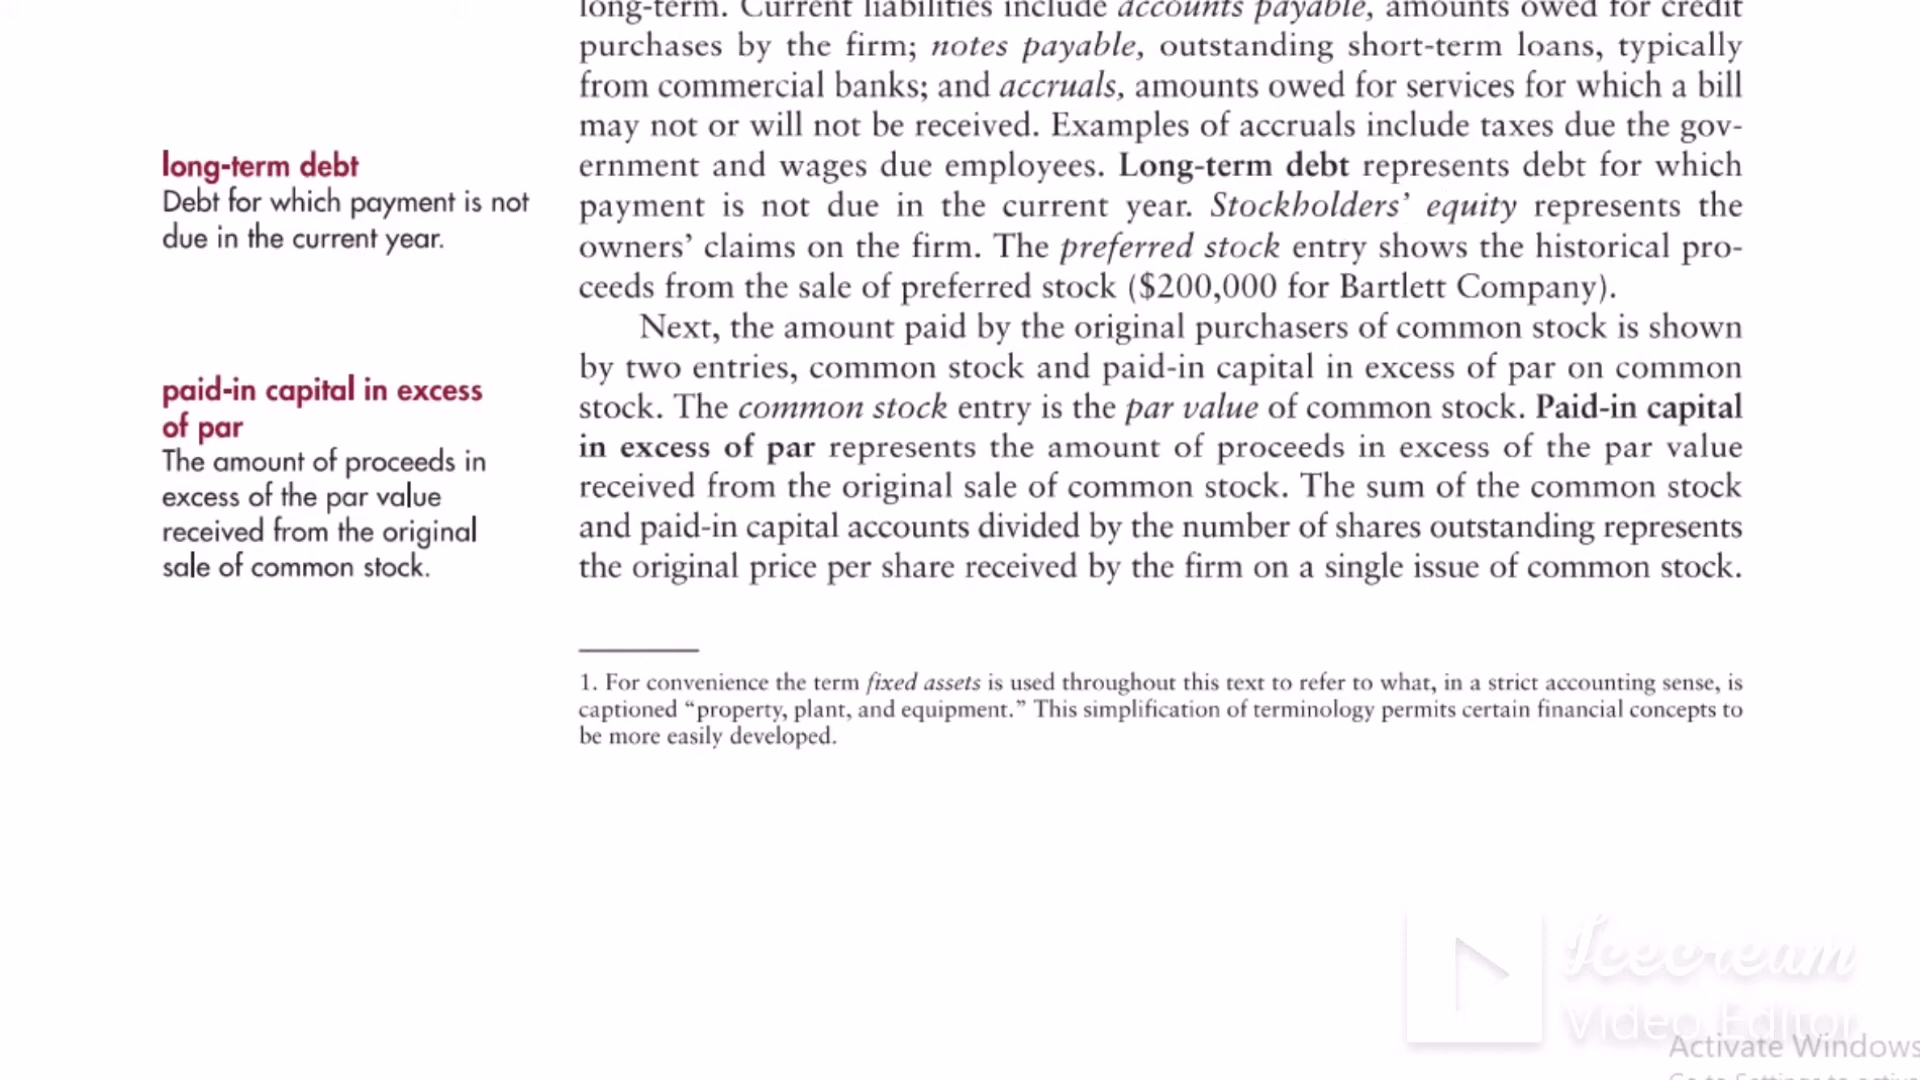 long-term. Current liabilities include accounts payable, amounts owed for credit
purchases by the firm; notes payable, outstanding short-term loans, typically
from commercial banks; and accruals, amounts owed for services for which a bill
may not or will not be received. Examples of accruals include taxes due the gov-
ernment and wages due employees. Long-term debt represents debt for which
payment is not due in the current year. Stockholders’ equity represents the
owners’ claims on the firm. The preferred stock entry shows the historical pro-
ceeds from the sale of preferred stock ($200,000 for Bartlett Company).
long-term debt
Debt for which payment is not
due in the current year.
Next, the amount paid by the original purchasers of common stock is shown
by two entries, common stock and paid-in capital in excess of par on common
stock. The common stock entry is the par value of common stock. Paid-in capital
in excess of par represents the amount of proceeds in excess of the par value
received from the original sale of common stock. The sum of the common stock
and paid-in capital accounts divided by the number of shares outstanding represents
the original price per share received by the firm on a single issue of common stock.
paid-in capital in excess
of par
The amount of proceeds in
excess of the par value
received from the original
sale of common stock.
1. For convenience the term fixed assets is used throughout this text to refer to what, in a strict accounting sense, is
captioned “property, plant, and equipment.” This simplification of terminology permits certain financial concepts to
be more easily developed.
Icecream
Video Editor
Activate Windows